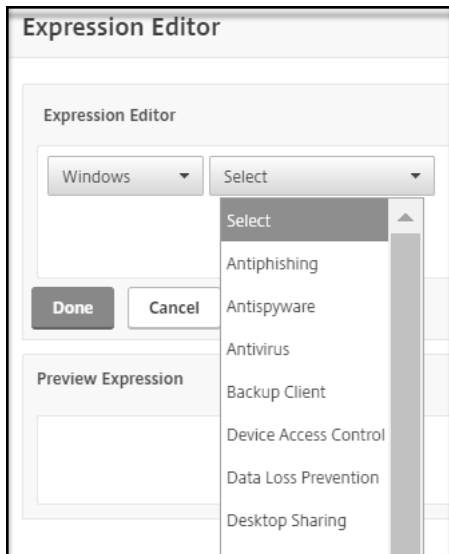 Expression Editor
Expression Editor
Windows Select
Select
Antiphishing
Antispyware
Done Cancel
Antivirus
Preview Expression
Backup Client
Device Access Control
Data Loss Prevention
Desktop Sharing